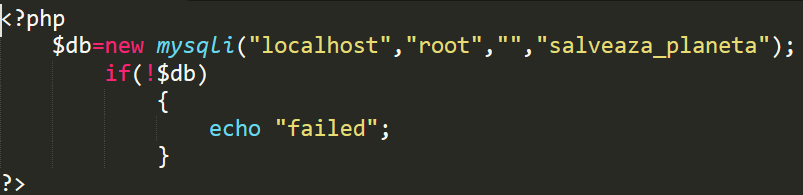 <?php
$db=new mysqli("localhost","root","","salveaza_planeta");
if(!$db)
{
echo "failed";
}
?>